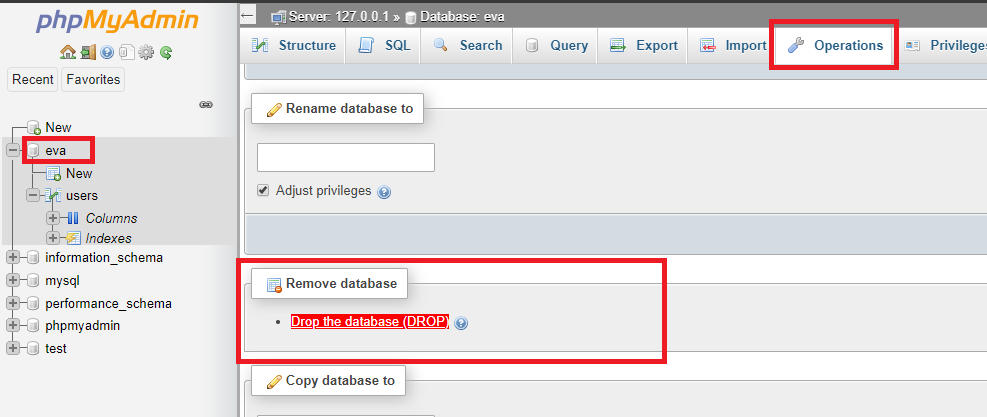 phpMyAdmin
Recent Favorites
New
eva
New
users
Columns
Indexes
information_schema
mysql
performance_schema
phpmyadmin
test
Server: 127.0.0.1 » Database: eva
Structure SQL Search Query Export Import Operations Privileges
Rename database to
Adjust privileges
Remove database
Drop the database (DROP)
Copy database to